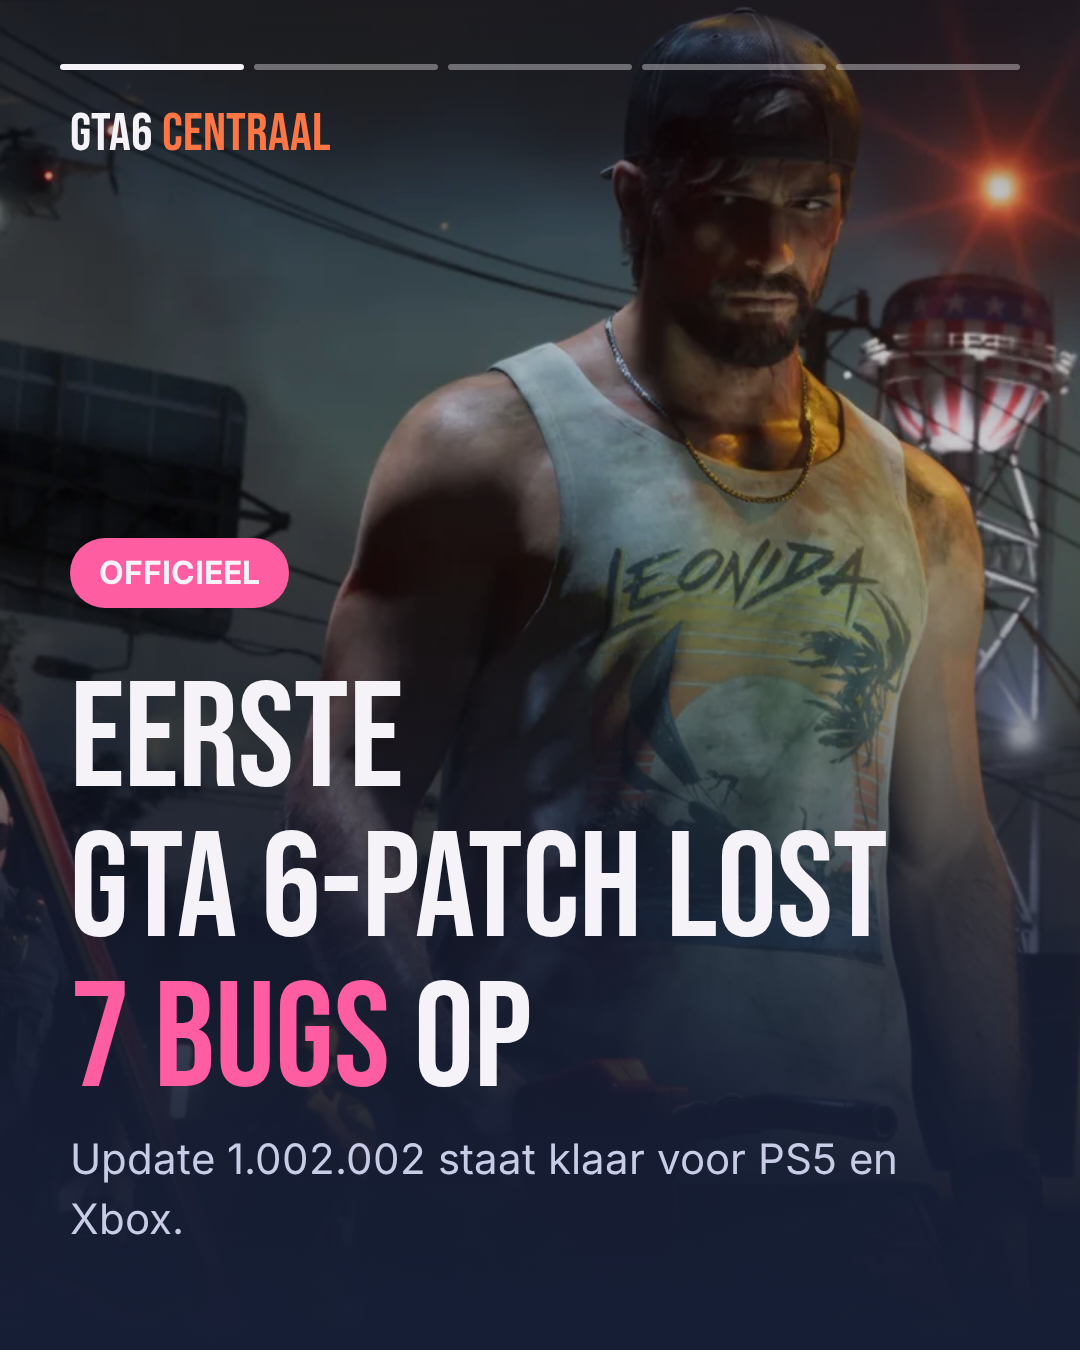 GTA6 CENTRAAL
LEONIDA
OFFICIEEL
EERSTE
GTA 6-PATCH LOST
7 BUGS OP
Update 1.002.002 staat klaar voor PS5 en
Xbox.